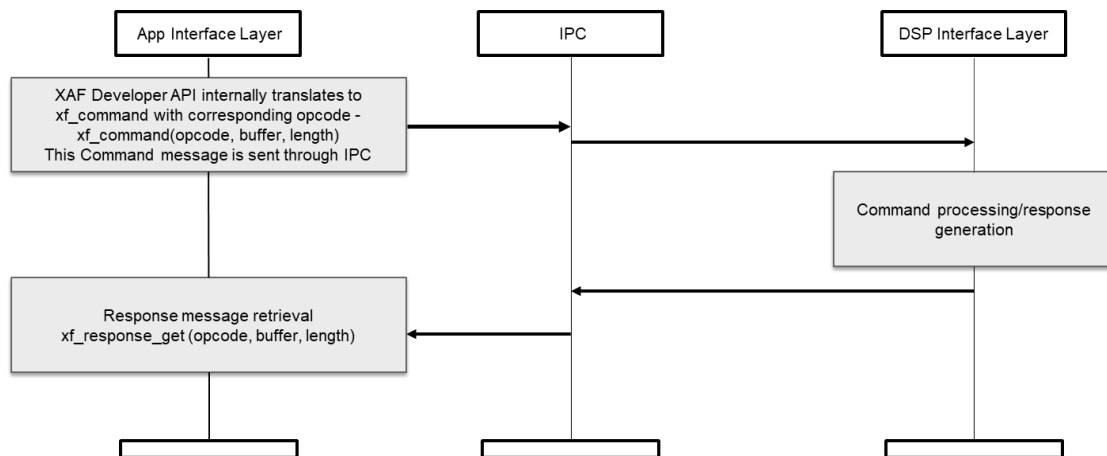 App Interface Layer
IPC
DSP Interface Layer
XAF Developer API internally translates to
xf_command with corresponding opcode -
xf_command(opcode, buffer, length)
This Command message is sent through IPC
Command processing/response
generation
Response message retrieval
xf_response_get (opcode, buffer, length)